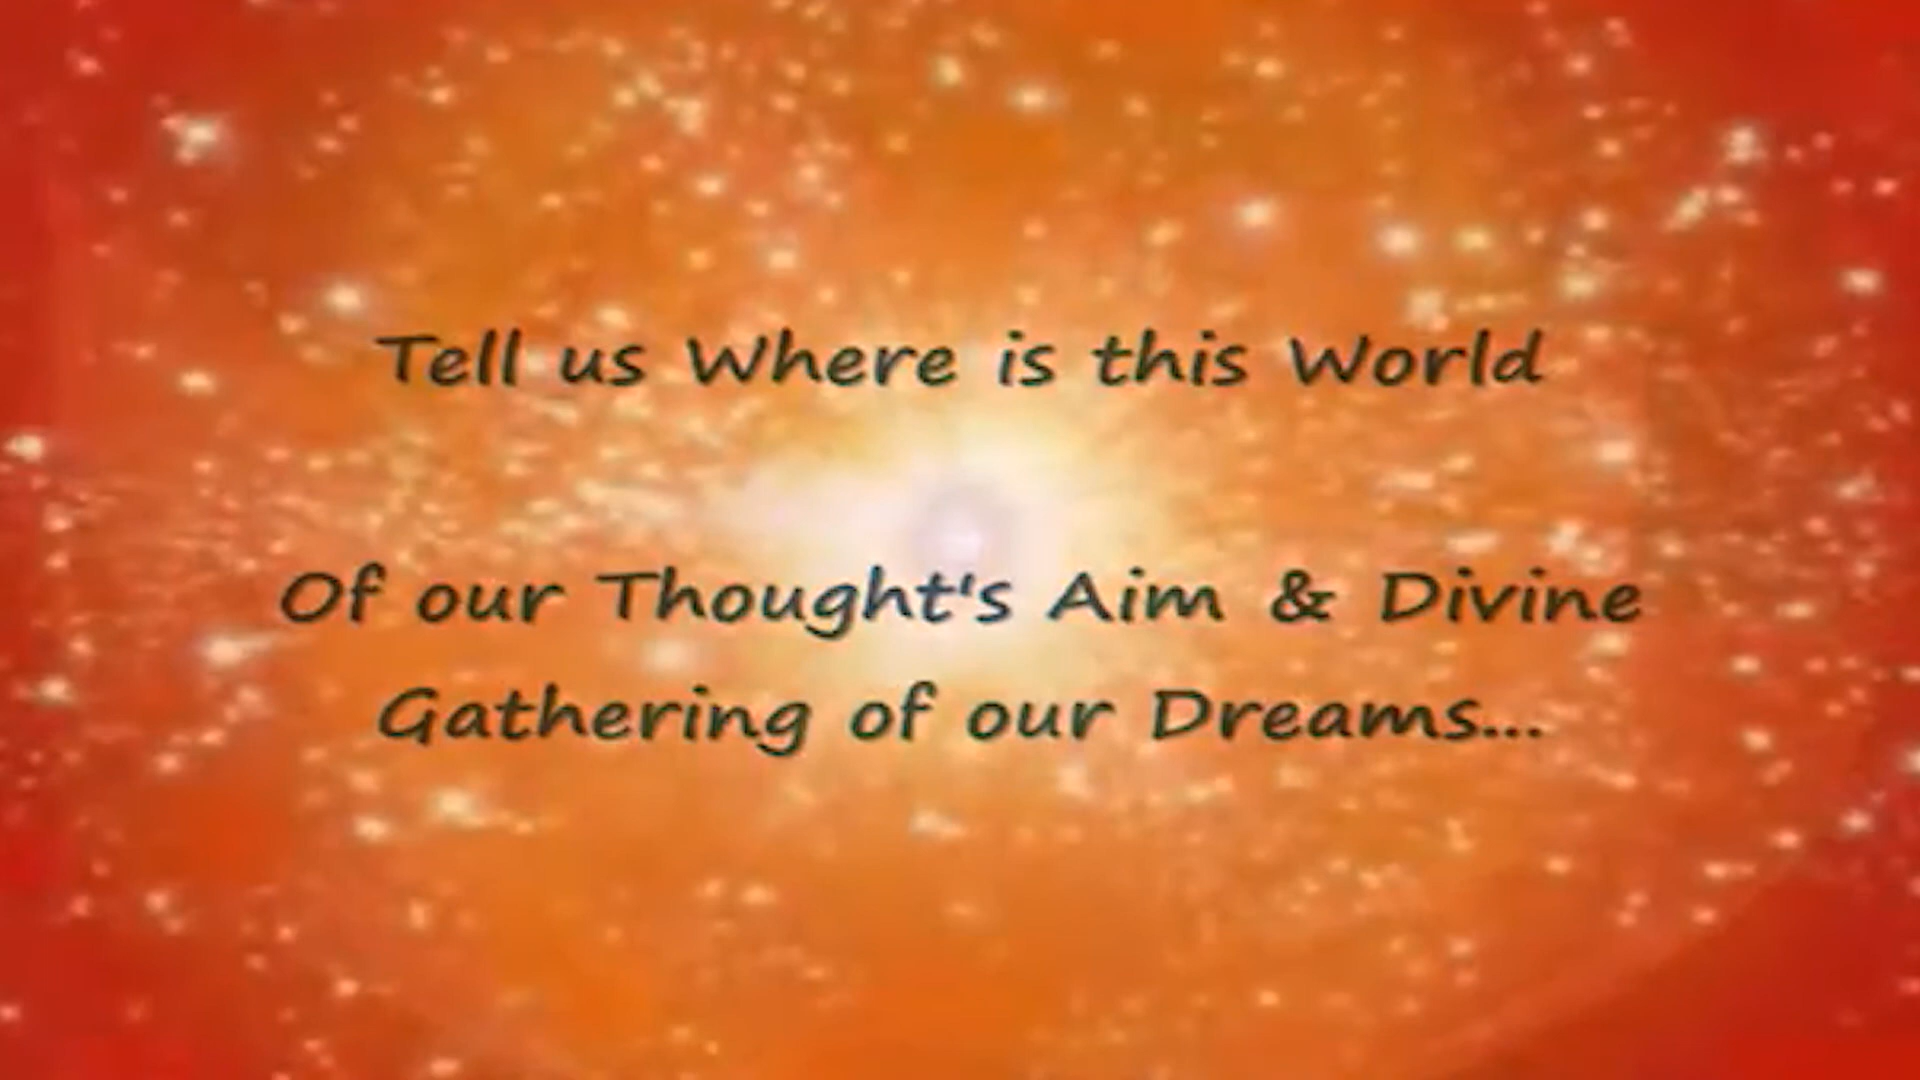 Tell us Where is this World
Of our Thought's Aim & Divine
Gathering of our Dreams...